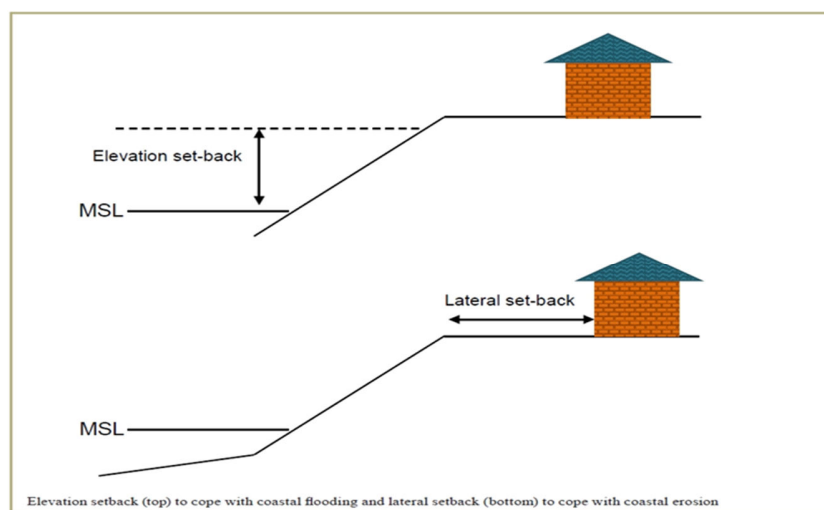 Elevation set-back
MSL
Lateral set-back
MSL
Elevation setback (top) to cope with coastal flooding and lateral setback (bottom) to cope with coastal erosion